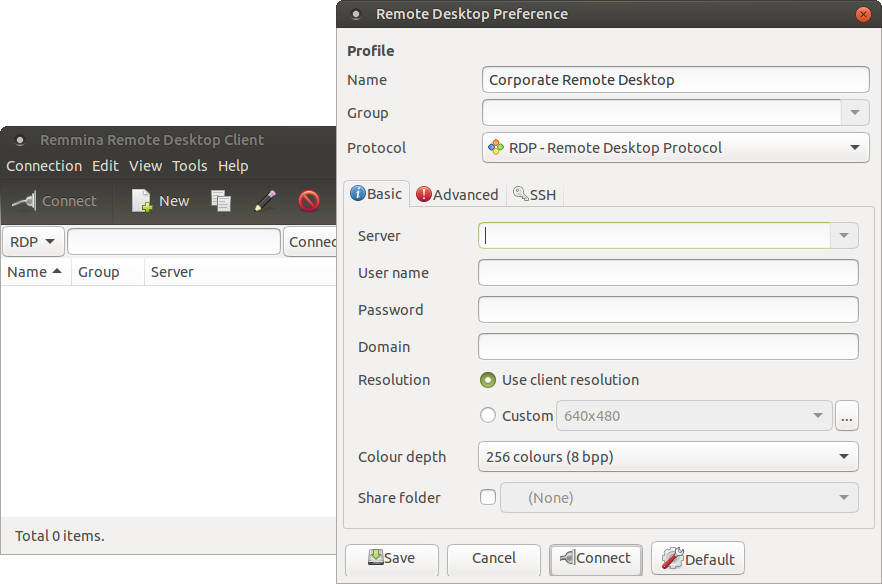 Remote Desktop Preference
Profile
Name Corporate Remote Desktop
Group
Protocol RDP - Remote Desktop Protocol
Basic Advanced SSH
Server
User name
Password
Domain
Resolution Use client resolution
Custom 640x480 ...
Colour depth 256 colours (8 bpp)
Share folder (None)
Save Cancel Connect Default
Remmina Remote Desktop Client
Connection Edit View Tools Help
Connect New
RDP Connec
Name Group Server
Total 0 items.